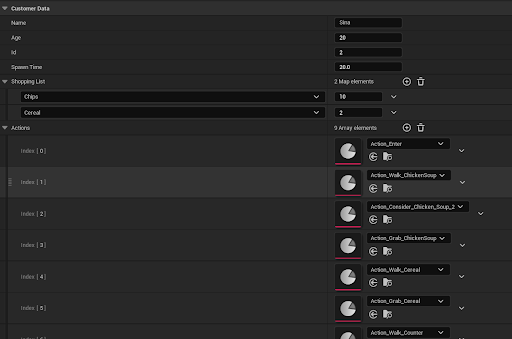 Customer Data
Name Sina
Age 20
Id 2
Spawn Time 30.0
Shopping List 2 Map elements
Chips 10
Cereal 2
Actions 9 Array elements
Index [ 0 ] Action_Enter
Index [ 1 ] Action_Walk_ChickenSoup
Index [ 2 ] Action_Consider_Chicken_Soup_2
Index [ 3 ] Action_Grab_ChickenSoup
Index [ 4 ] Action_Walk_Cereal
Index [ 5 ] Action_Grab_Cereal
Action_Walk_Counter